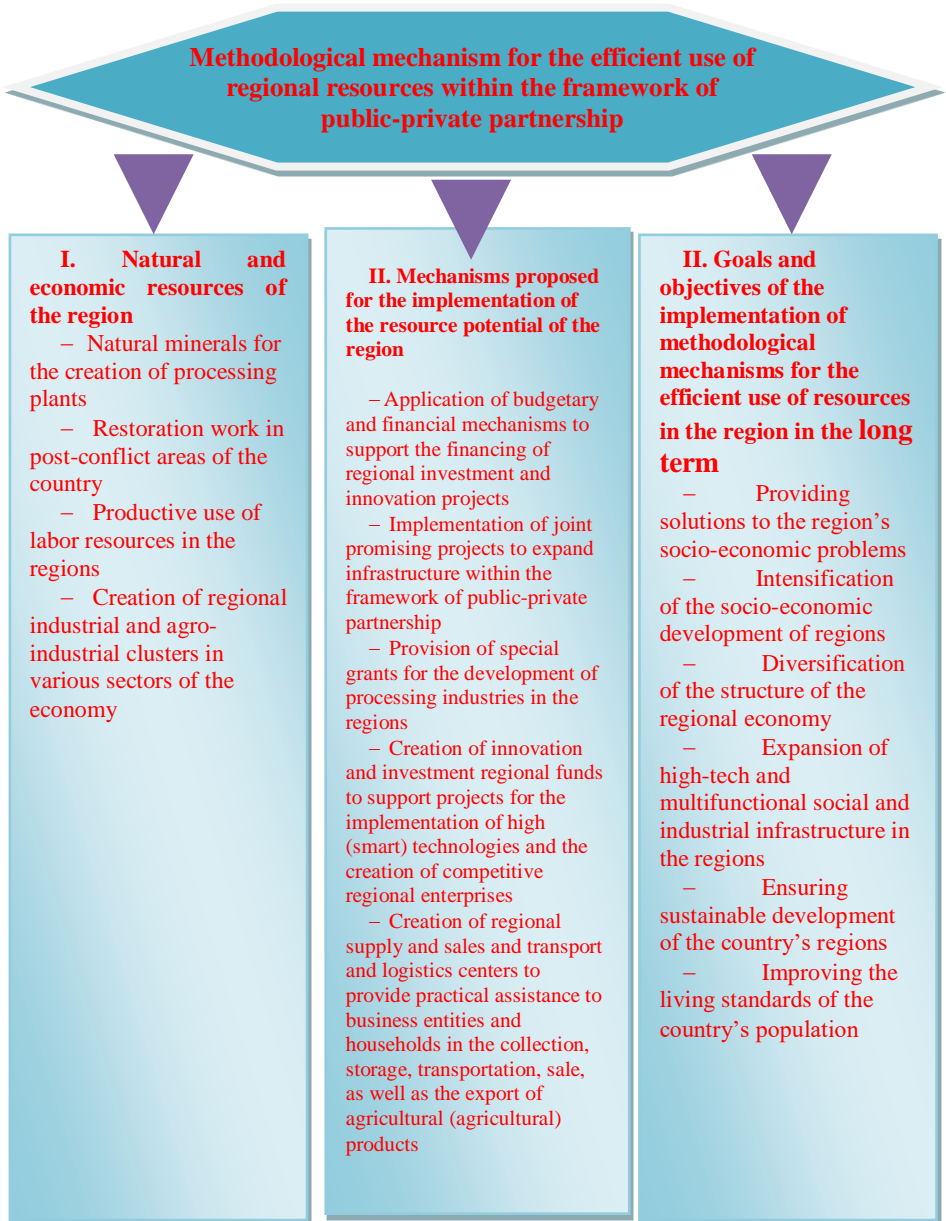 Methodological mechanism for the efficient use of
regional resources within the framework of
public-private partnership
I. Natural and
economic resources of
the region
– Natural minerals for
the creation of processing
plants
– Restoration work in
post-conflict areas of the
country
– Productive use of
labor resources in the
regions
– Creation of regional
industrial and agro-
industrial clusters in
various sectors of the
economy
II. Mechanisms proposed
for the implementation of
the resource potential of the
region
– Application of budgetary
and financial mechanisms to
support the financing of
regional investment and
innovation projects
– Implementation of joint
promising projects to expand
infrastructure within the
framework of public-private
partnership
– Provision of special
grants for the development of
processing industries in the
regions
– Creation of innovation
and investment regional funds
to support projects for the
implementation of high
(smart) technologies and the
creation of competitive
regional enterprises
– Creation of regional
supply and sales and transport
and logistics centers to
provide practical assistance to
business entities and
households in the collection,
storage, transportation, sale,
as well as the export of
agricultural (agricultural)
products
II. Goals and
objectives of the
implementation of
methodological
mechanisms for the
efficient use of resources
in the region in the long
term
– Providing
solutions to the region’s
socio-economic problems
– Intensification
of the socio-economic
development of regions
– Diversification
of the structure of the
regional economy
– Expansion of
high-tech and
multifunctional social and
industrial infrastructure in
the regions
– Ensuring
sustainable development
of the country’s regions
– Improving the
living standards of the
country’s population